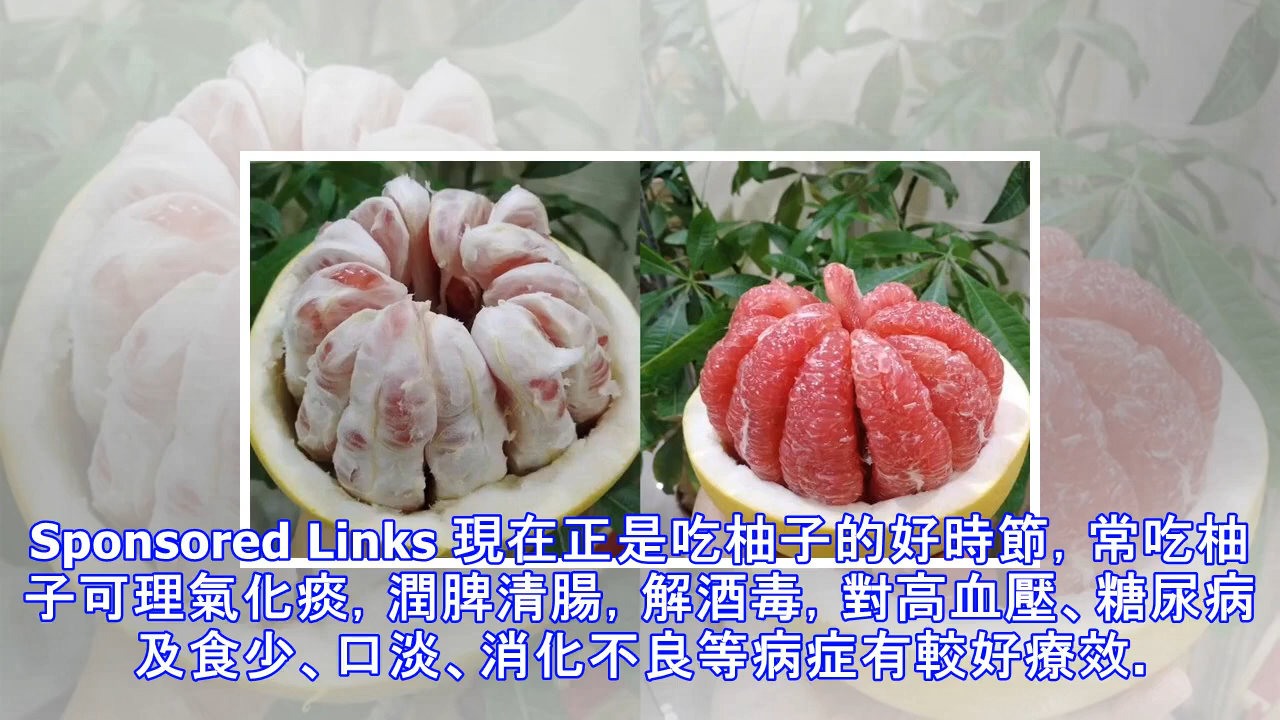 Sponsored Links 現在正是吃柚子的好時節, 常吃柚
子可理氣化痰, 潤脾清腸, 解酒毒, 對高血壓、糖尿病
及食少、口淡、消化不良等病症有較好療效.